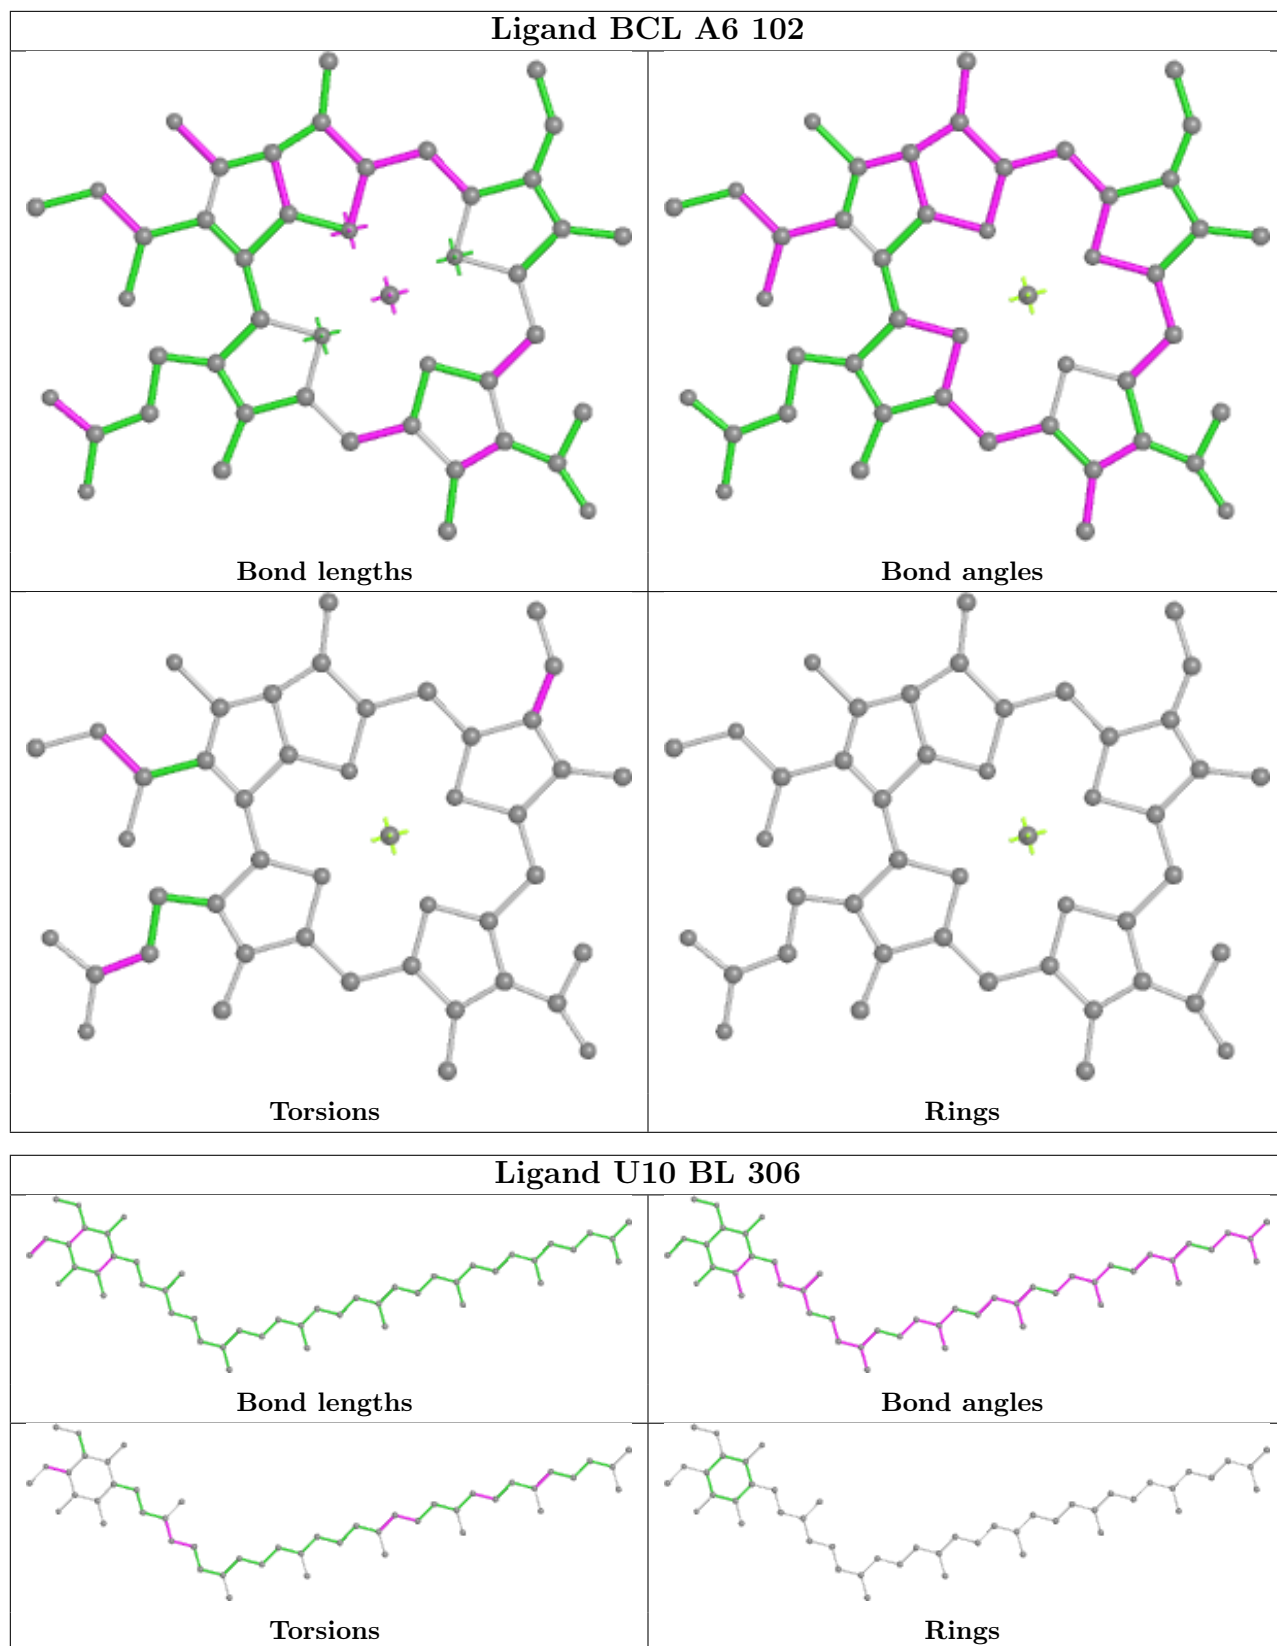 Ligand BCL A6 102
Bond lengths
Bond angles
Torsions
Rings
Ligand U10 BL 306
Bond lengths
Bond angles
Torsions
Rings